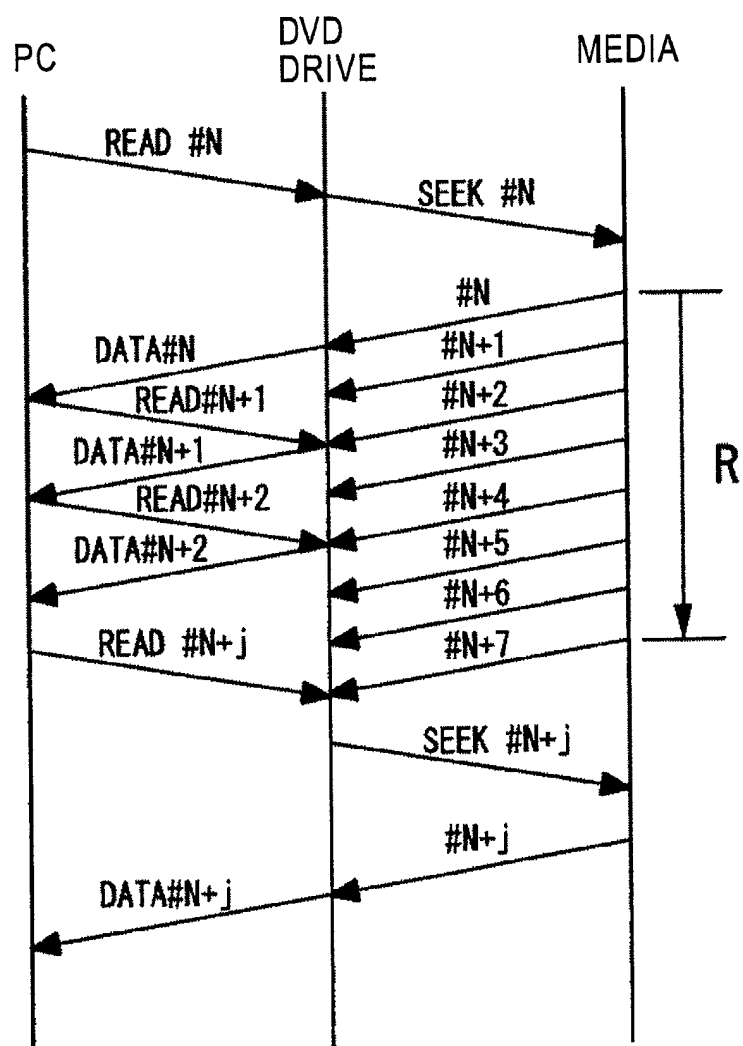 PC
DVD
DRIVE
MEDIA
READ #N
SEEK #N
#N
DATA#N
#N+1
READ#N+1
#N+2
DATA#N+1
#N+3
R
READ#N+2
#N+4
DATA#N+2
#N+5
#N+6
READ #N+j
#N+7
SEEK #N+j
#N+j
DATA#N+j